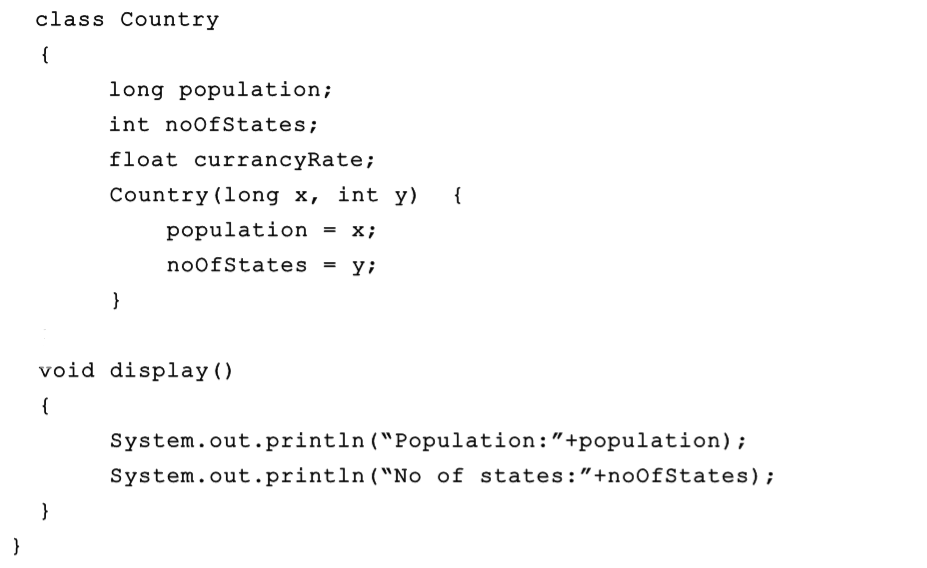 class Country
{
long population;
int noOfStates;
float currancyRate;
Country(long x, int y) {
population = x;
noOfStates = y;
}
void display()
{
System.out.println(“Population:”+population);
System.out.println(“No of states:”+noOfStates);
}
}